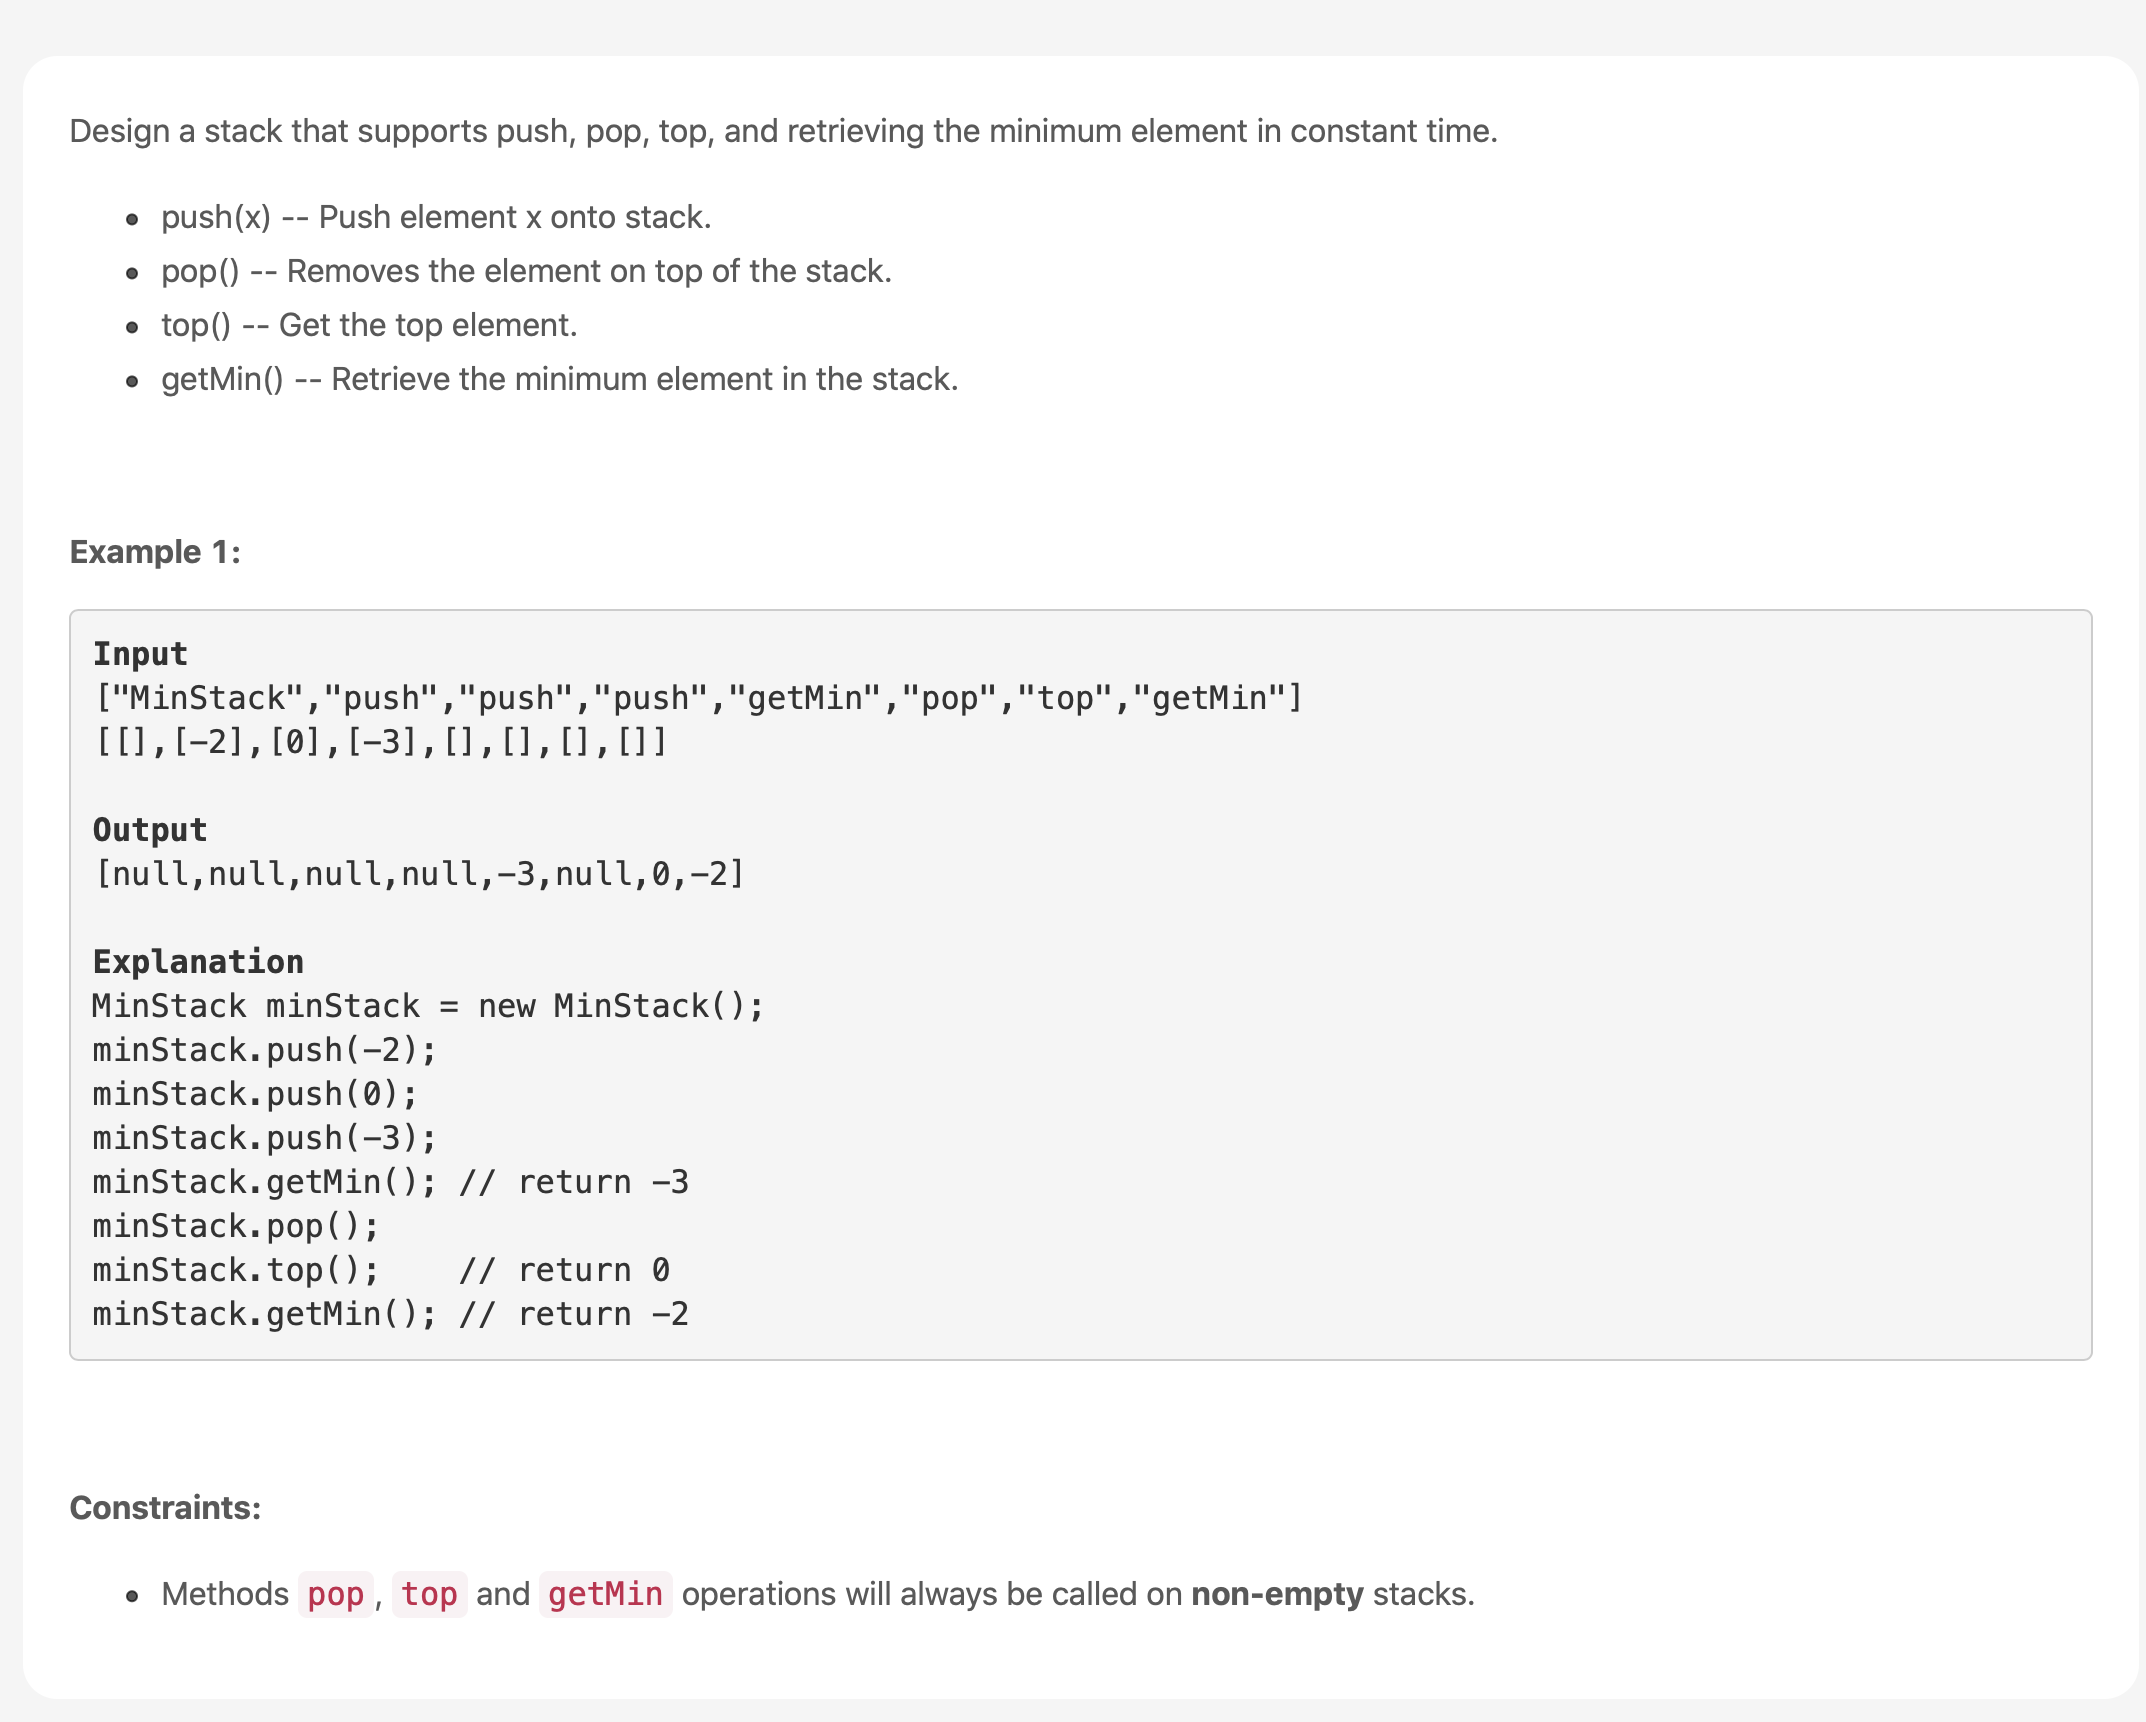 Design a stack that supports push, pop, top, and retrieving the minimum element in constant time.
push(x) -- Push element x onto stack.
pop() -- Removes the element on top of the stack.
top() -- Get the top element.
getMin() -- Retrieve the minimum element in the stack.
Example 1:
Input
["MinStack","push","push","push","getMin","pop","top","getMin"]
[[],[-2],[0],[-3],[],[],[],[]]
Output
[null,null,null,null,-3,null,0,-2]
Explanation
MinStack minStack = new MinStack();
minStack.push(-2);
minStack.push(0);
minStack.push(-3);
minStack.getMin(); // return -3
minStack.pop();
minStack.top();    // return 0
minStack.getMin(); // return -2
Constraints:
Methods pop, top and getMin operations will always be called on non-empty stacks.